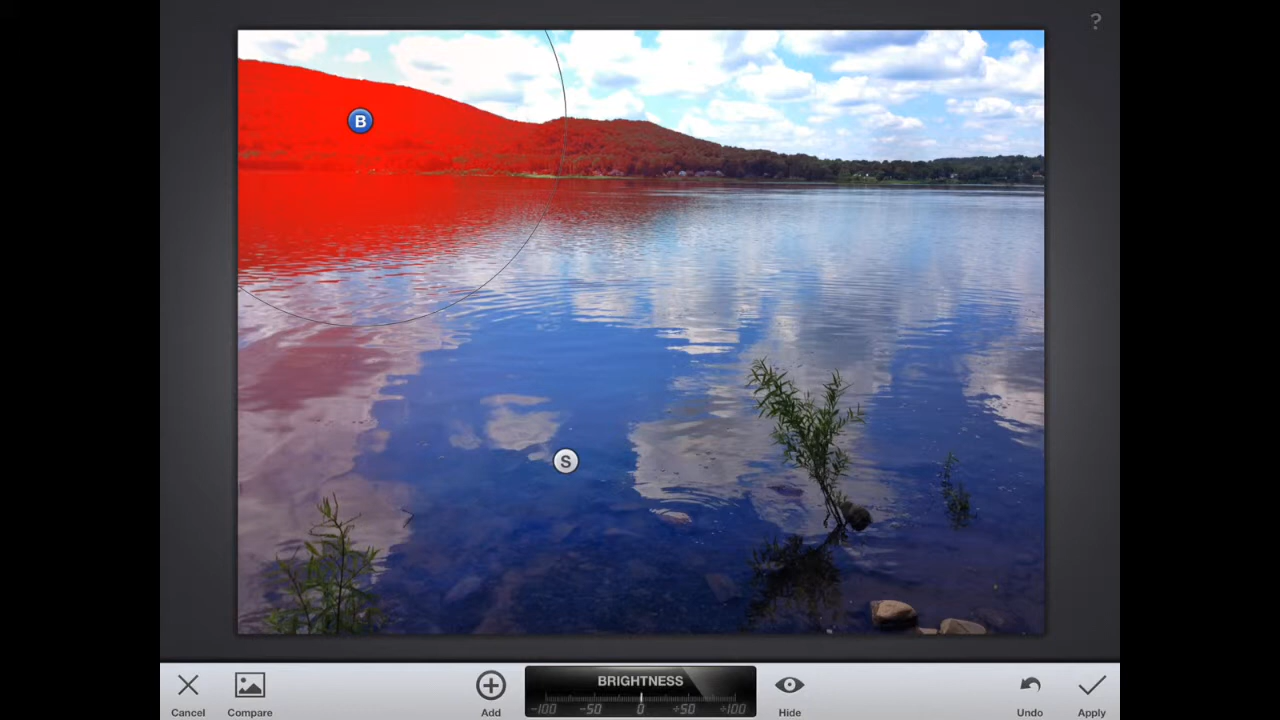 ?
B
S
BRIGHTNESS
-100 -50 0 +50 +100
Cancel Compare Add Hide Undo Apply